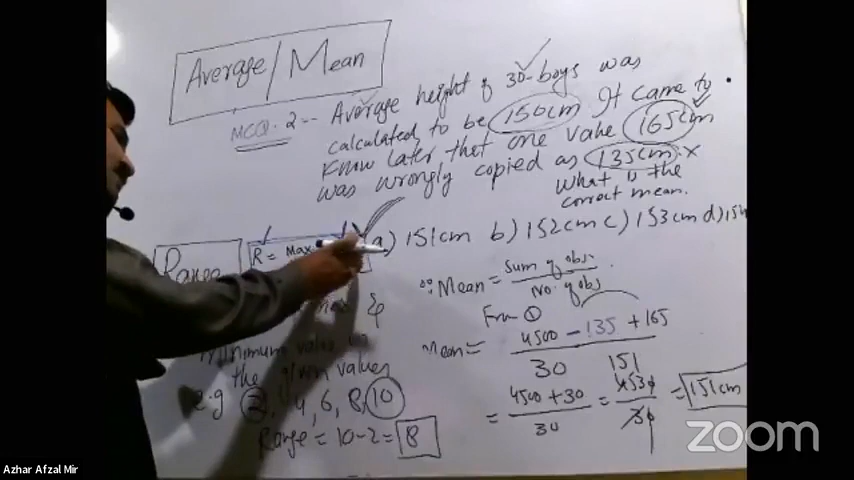 Average/Mean
MCQ.2-- Average height of 30-boys was
calculated to be 150cm It came to
know later that one value 165cm
was wrongly copied as 135cm. x
What is the
correct mean.
a) 151cm b) 152cm c) 153cm d)
Range
R = Max
∵ Mean = Sum of obs.
No. of obs
From ①
Mean = 4500 - 135 + 165
30
= 4500 + 30
30
= 4530
30
151
= 151cm
&
minimum value in
the given values
e.g 2, 4, 6, 8, 10
Range = 10-2= 8
zoom
Azhar Afzal Mir